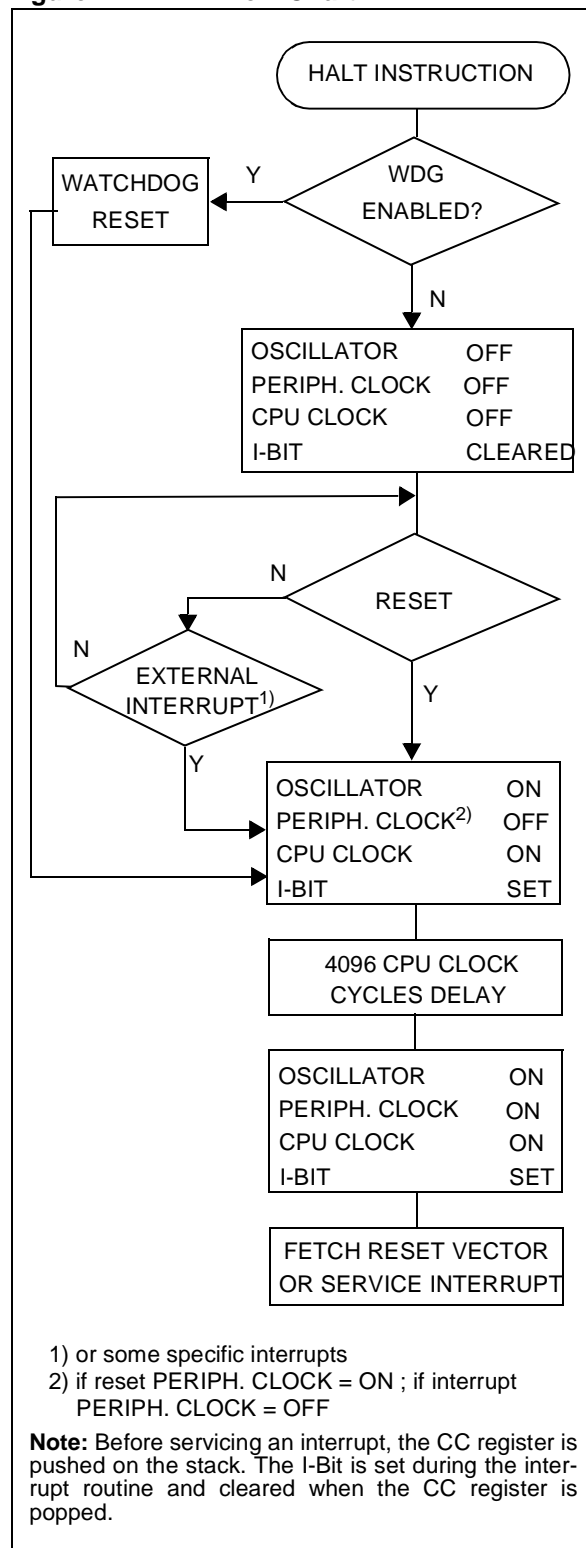 HALT INSTRUCTION
WDG
ENABLED?
Y
WATCHDOG
RESET
N
OSCILLATOR OFF
PERIPH. CLOCK OFF
CPU CLOCK OFF
I-BIT CLEARED
RESET
N
EXTERNAL
INTERRUPT1)
N
Y
Y
OSCILLATOR ON
PERIPH. CLOCK2) OFF
CPU CLOCK ON
I-BIT SET
4096 CPU CLOCK
CYCLES DELAY
OSCILLATOR ON
PERIPH. CLOCK ON
CPU CLOCK ON
I-BIT SET
FETCH RESET VECTOR
OR SERVICE INTERRUPT
1) or some specific interrupts
2) if reset PERIPH. CLOCK = ON ; if interrupt
PERIPH. CLOCK = OFF
Note: Before servicing an interrupt, the CC register is
pushed on the stack. The I-Bit is set during the inter-
rupt routine and cleared when the CC register is
popped.